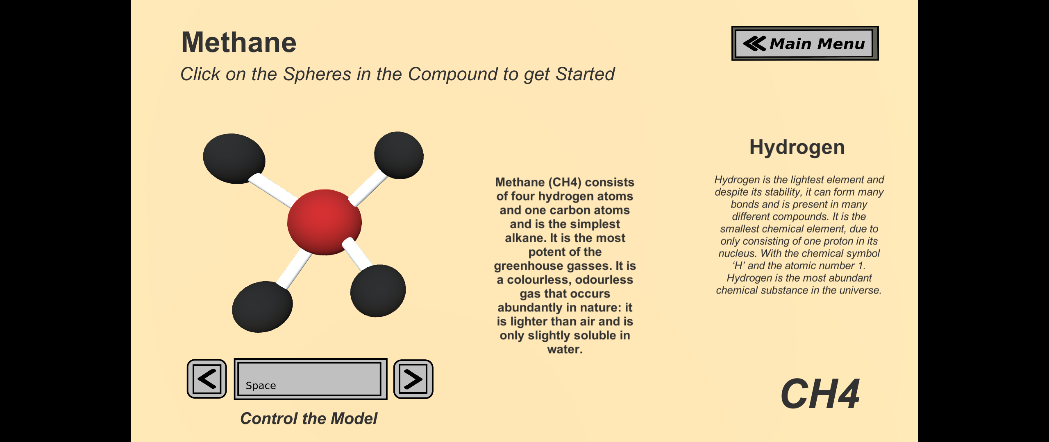 Methane
Main Menu
Click on the Spheres in the Compound to get Started
Methane (CH4) consists
of four hydrogen atoms
and one carbon atoms
and is the simplest
alkane. It is the most
potent of the
greenhouse gasses. It is
a colourless, odourless
gas that occurs
abundantly in nature: it
is lighter than air and is
only slightly soluble in
water.
Hydrogen
Hydrogen is the lightest element and
despite its stability, it can form many
bonds and is present in many
different compounds. It is the
smallest chemical element, due to
only consisting of one proton in its
nucleus. With the chemical symbol
'H' and the atomic number 1.
Hydrogen is the most abundant
chemical substance in the universe.
Space
Control the Model
CH4